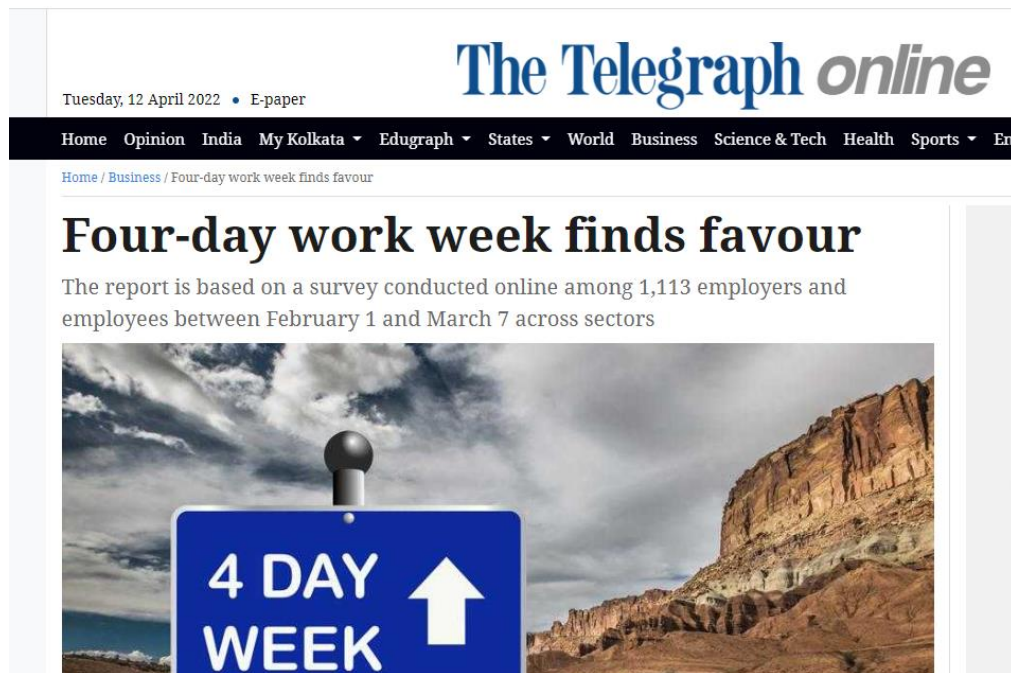 The Telegraph online
Tuesday, 12 April 2022 • E-paper
Home Opinion India My Kolkata Edugraph States World Business Science & Tech Health Sports
Home / Business / Four-day work week finds favour
Four-day work week finds favour
The report is based on a survey conducted online among 1,113 employers and
employees between February 1 and March 7 across sectors
4 DAY
WEEK